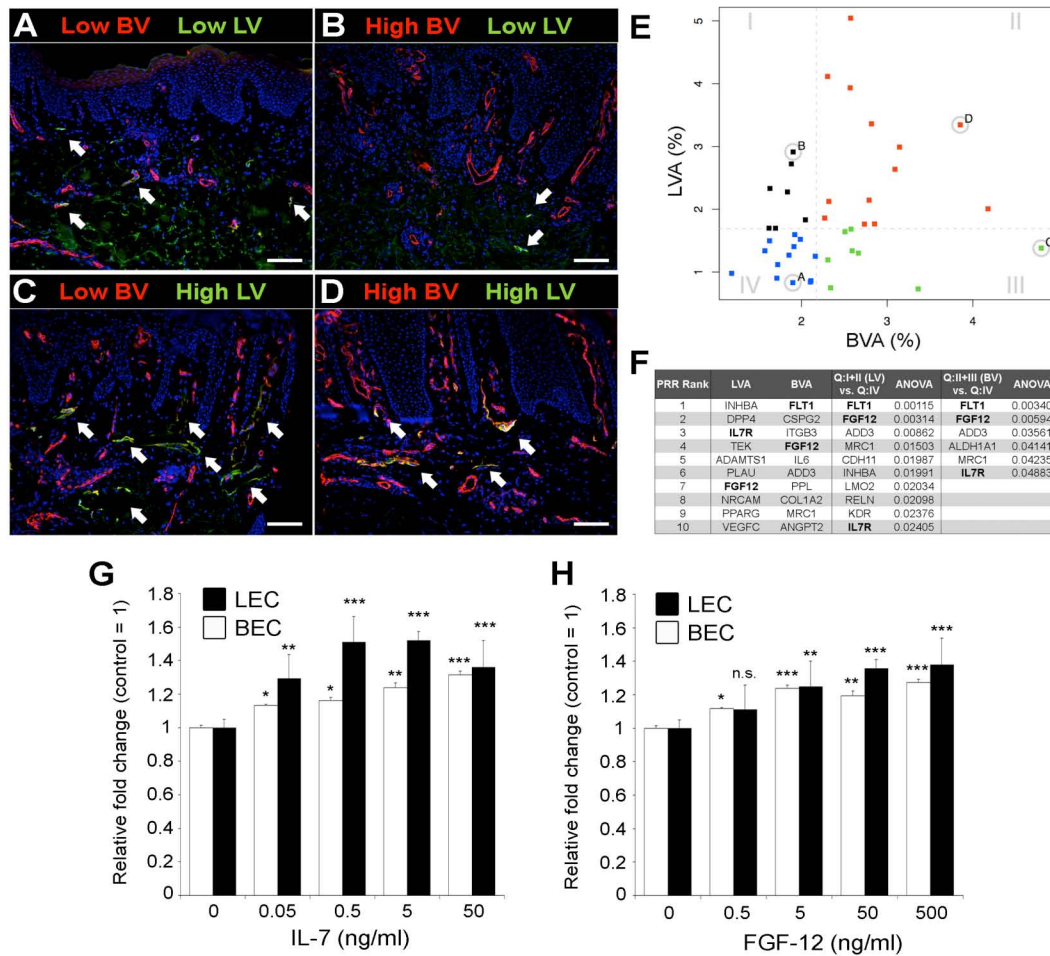 A Low BV Low LV
B High BV Low LV
C Low BV High LV
D High BV High LV
E
I
II
III
IV
LVA (%)
5
4
3
2
1
A
B
C
D
2
3
4
BVA (%)
F
PRR Rank LVA BVA Q:I+II (LV) vs. Q:IV ANOVA Q:II+III (BV) vs. Q:IV ANOVA
1 INHBA FLT1 FLT1 0.00115 FLT1 0.00340
2 DPP4 CSPG2 FGF12 0.00314 FGF12 0.00594
3 IL7R ITGB3 ADD3 0.00862 ADD3 0.03561
4 TEK FGF12 MRC1 0.01503 ALDH1A1 0.04141
5 ADAMTS1 IL6 CDH11 0.01987 MRC1 0.04235
6 PLAU ADD3 INHBA 0.01991 IL7R 0.04883
7 FGF12 PPL LMO2 0.02034
8 NRCAM COL1A2 RELN 0.02098
9 PPARG MRC1 KDR 0.02376
10 VEGFC ANGPT2 IL7R 0.02405
G
Relative fold change (control = 1)
1.8
1.6
1.4
1.2
1
0.8
0.6
0.4
0.2
0
LEC
BEC
* ** * *** ** *** *** ***
0 0.05 0.5 5 50
IL-7 (ng/ml)
H
Relative fold change (control = 1)
1.8
1.6
1.4
1.2
1
0.8
0.6
0.4
0.2
0
LEC
BEC
* n.s. *** ** ** *** *** ***
0 0.5 5 50 500
FGF-12 (ng/ml)